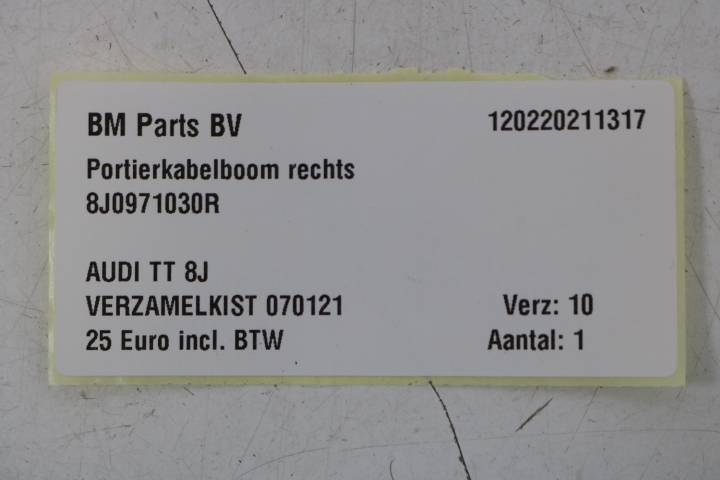 BM Parts BV 120220211317
Portierkabelboom rechts
8J0971030R
AUDI TT 8J
VERZAMELKIST 070121 Verz: 10
25 Euro incl. BTW Aantal: 1